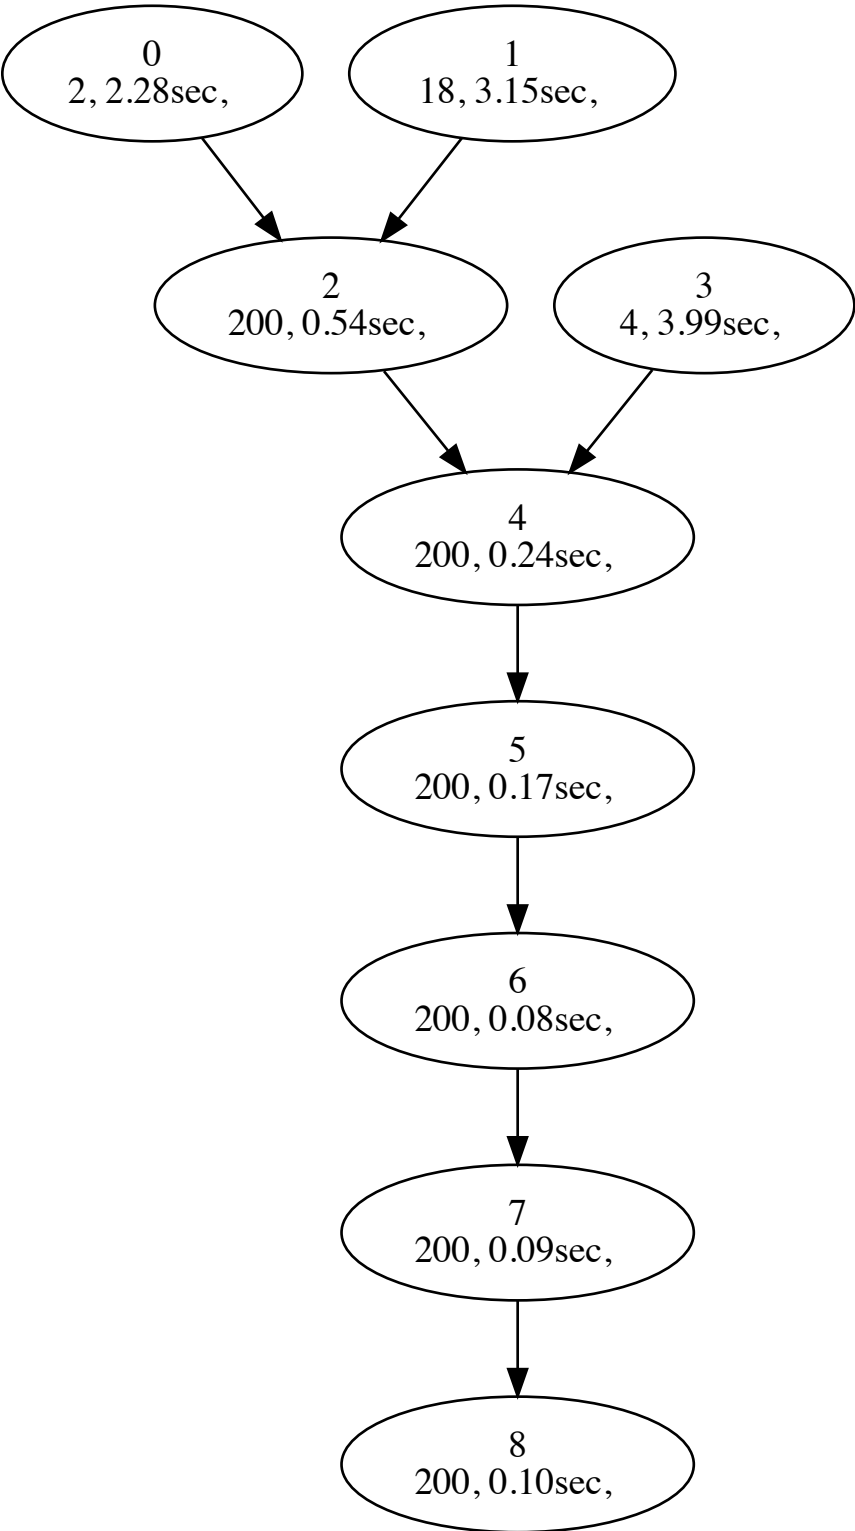 0
2, 2.28sec,
1
18, 3.15sec,
2
200, 0.54sec,
3
4, 3.99sec,
4
200, 0.24sec,
5
200, 0.17sec,
6
200, 0.08sec,
7
200, 0.09sec,
8
200, 0.10sec,